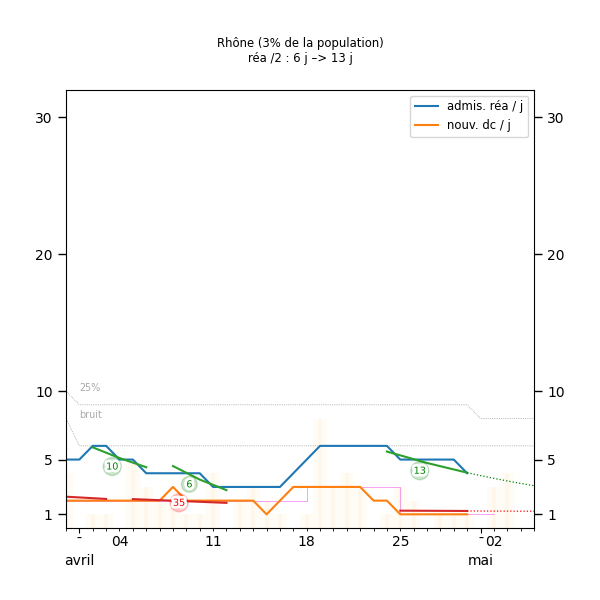 Rhône (3% de la population)
réa /2 : 6 j –> 13 j
admis. réa / j
nouv. dc / j
30
30
20
20
10
10
25%
bruit
5
5
10
6
13
35
1
1
- 04 11 18 25 - 02
avril mai